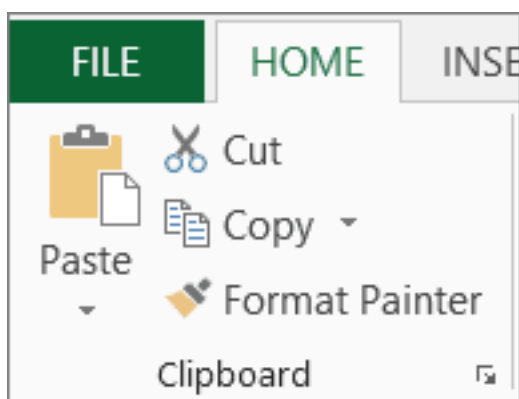 FILE HOME INSE
Cut
Copy
Paste
Format Painter
Clipboard